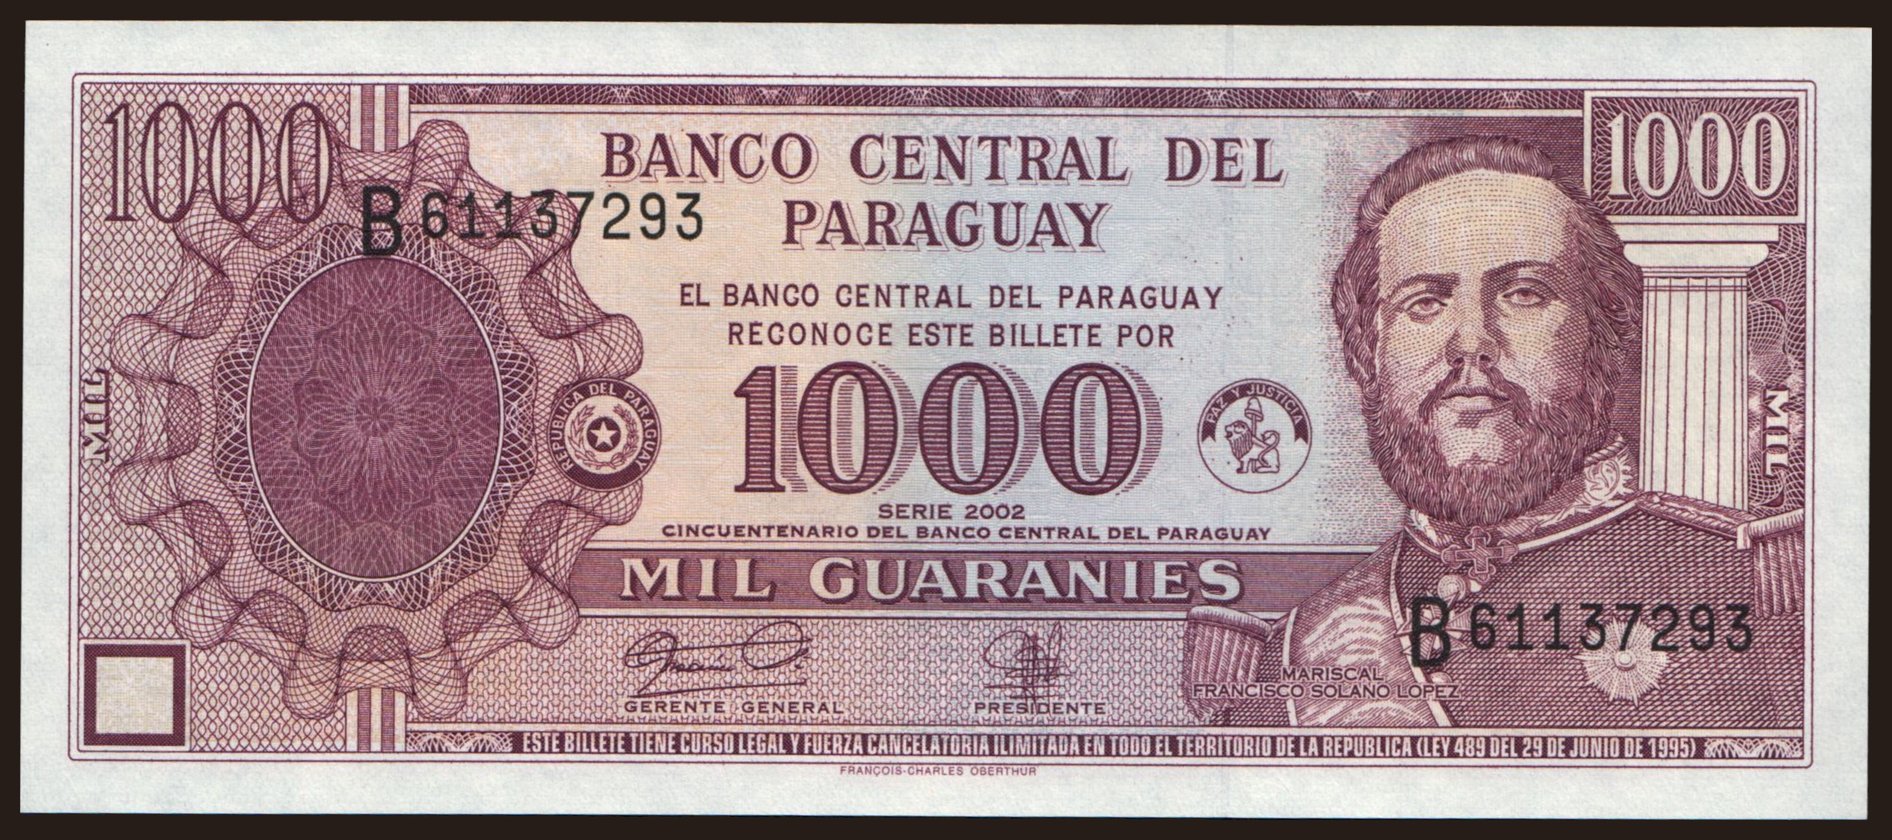 1000
1000
BANCO CENTRAL DEL
PARAGUAY
B 61137293
EL BANCO CENTRAL DEL PARAGUAY
RECONOCE ESTE BILLETE POR
1000
MIL
MIL
REPUBLICA DEL PARAGUAY
PAZ Y JUSTICIA
SERIE 2002
CINCUENTENARIO DEL BANCO CENTRAL DEL PARAGUAY
MIL GUARANIES
B 61137293
MARISCAL
FRANCISCO SOLANO LOPEZ
GERENTE GENERAL
PRESIDENTE
ESTE BILLETE TIENE CURSO LEGAL Y FUERZA CANCELATORIA ILIMITADA EN TODO EL TERRITORIO DE LA REPUBLICA (LEY 489 DEL 29 DE JUNIO DE 1995)
FRANÇOIS-CHARLES OBERTHUR